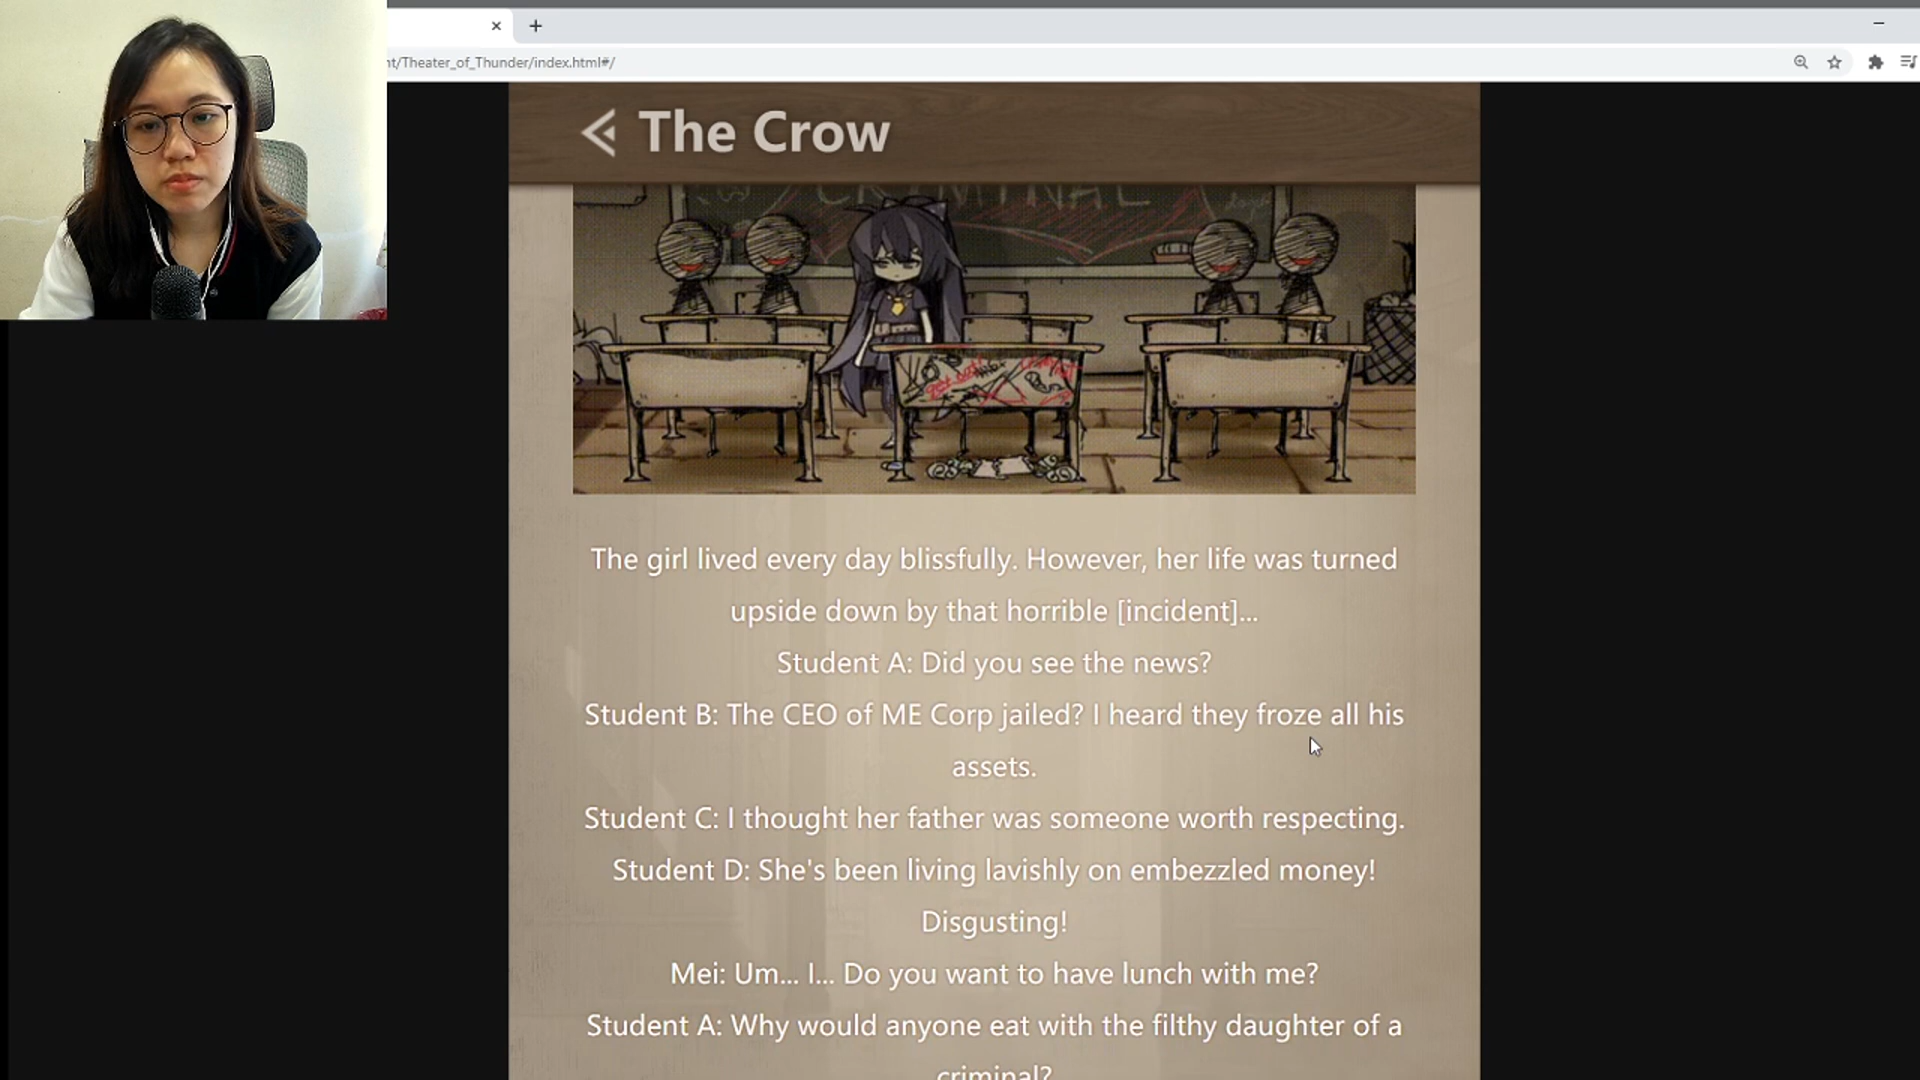 nt/Theater_of_Thunder/index.html#/
The Crow
CRIMINAL
The girl lived every day blissfully. However, her life was turned
upside down by that horrible [incident]...
Student A: Did you see the news?
Student B: The CEO of ME Corp jailed? I heard they froze all his
assets.
Student C: I thought her father was someone worth respecting.
Student D: She's been living lavishly on embezzled money!
Disgusting!
Mei: Um... I... Do you want to have lunch with me?
Student A: Why would anyone eat with the filthy daughter of a
criminal?